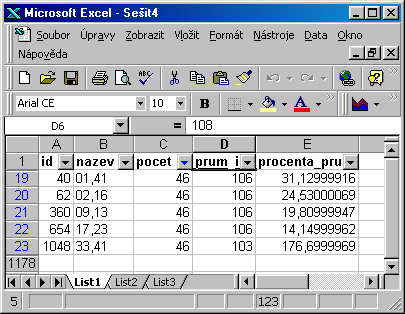 Microsoft Excel - Sešit4
Soubor Úpravy Zobrazit Vložit Formát Nástroje Data Okno
Nápověda
ABC
Arial CE 10 B A
D6 = 108
A B C D E
1 id nazev pocet prum_i procenta_pru
19 40 01,41 46 106 31,12999916
20 62 02,16 46 106 24,53000069
21 360 09,13 46 106 19,80999947
22 654 17,23 46 106 14,14999962
23 1048 33,41 46 103 176,6999969
1178
List1 List2 List3
5 123